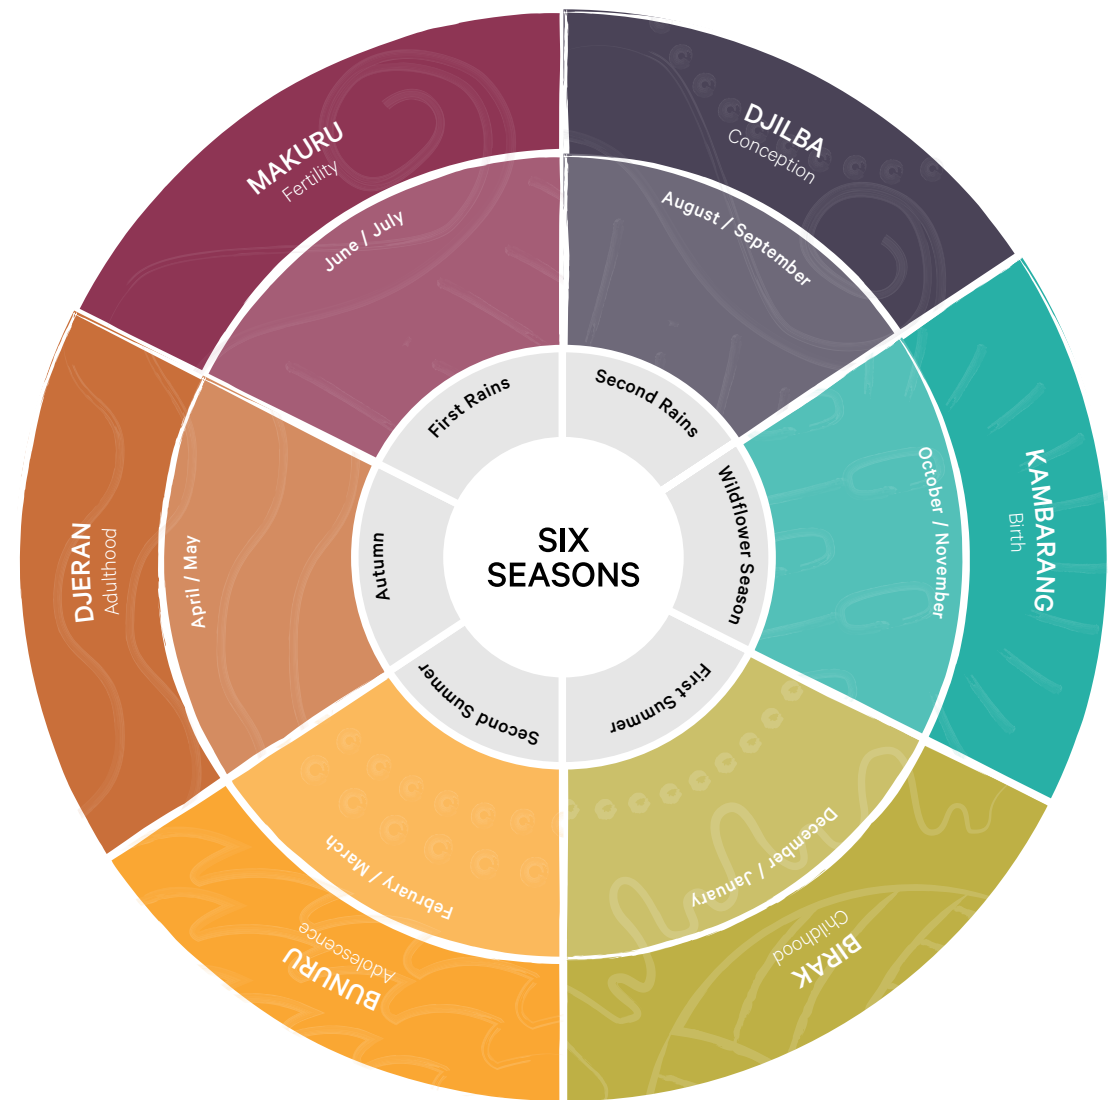 SIX
SEASONS
MAKURU
Fertility
June / July
First Rains
DJILBA
Conception
August / September
Second Rains
KAMBARANG
Birth
October / November
Wildflower Season
BIRAK
Childhood
December / January
First Summer
BUNURU
Adolescence
February / March
Second Summer
DJERAN
Adulthood
April / May
Autumn